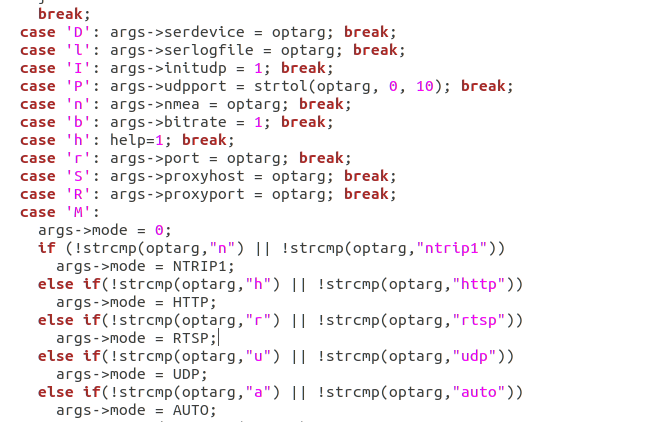 break;
case 'D': args->serdevice = optarg; break;
case 'l': args->serlogfile = optarg; break;
case 'I': args->initudp = 1; break;
case 'P': args->udpport = strtol(optarg, 0, 10); break;
case 'n': args->nmea = optarg; break;
case 'b': args->bitrate = 1; break;
case 'h': help=1; break;
case 'r': args->port = optarg; break;
case 'S': args->proxyhost = optarg; break;
case 'R': args->proxyport = optarg; break;
case 'M':
args->mode = 0;
if (!strcmp(optarg,"n") || !strcmp(optarg,"ntrip1"))
args->mode = NTRIP1;
else if(!strcmp(optarg,"h") || !strcmp(optarg,"http"))
args->mode = HTTP;
else if(!strcmp(optarg,"r") || !strcmp(optarg,"rtsp"))
args->mode = RTSP;
else if(!strcmp(optarg,"u") || !strcmp(optarg,"udp"))
args->mode = UDP;
else if(!strcmp(optarg,"a") || !strcmp(optarg,"auto"))
args->mode = AUTO;